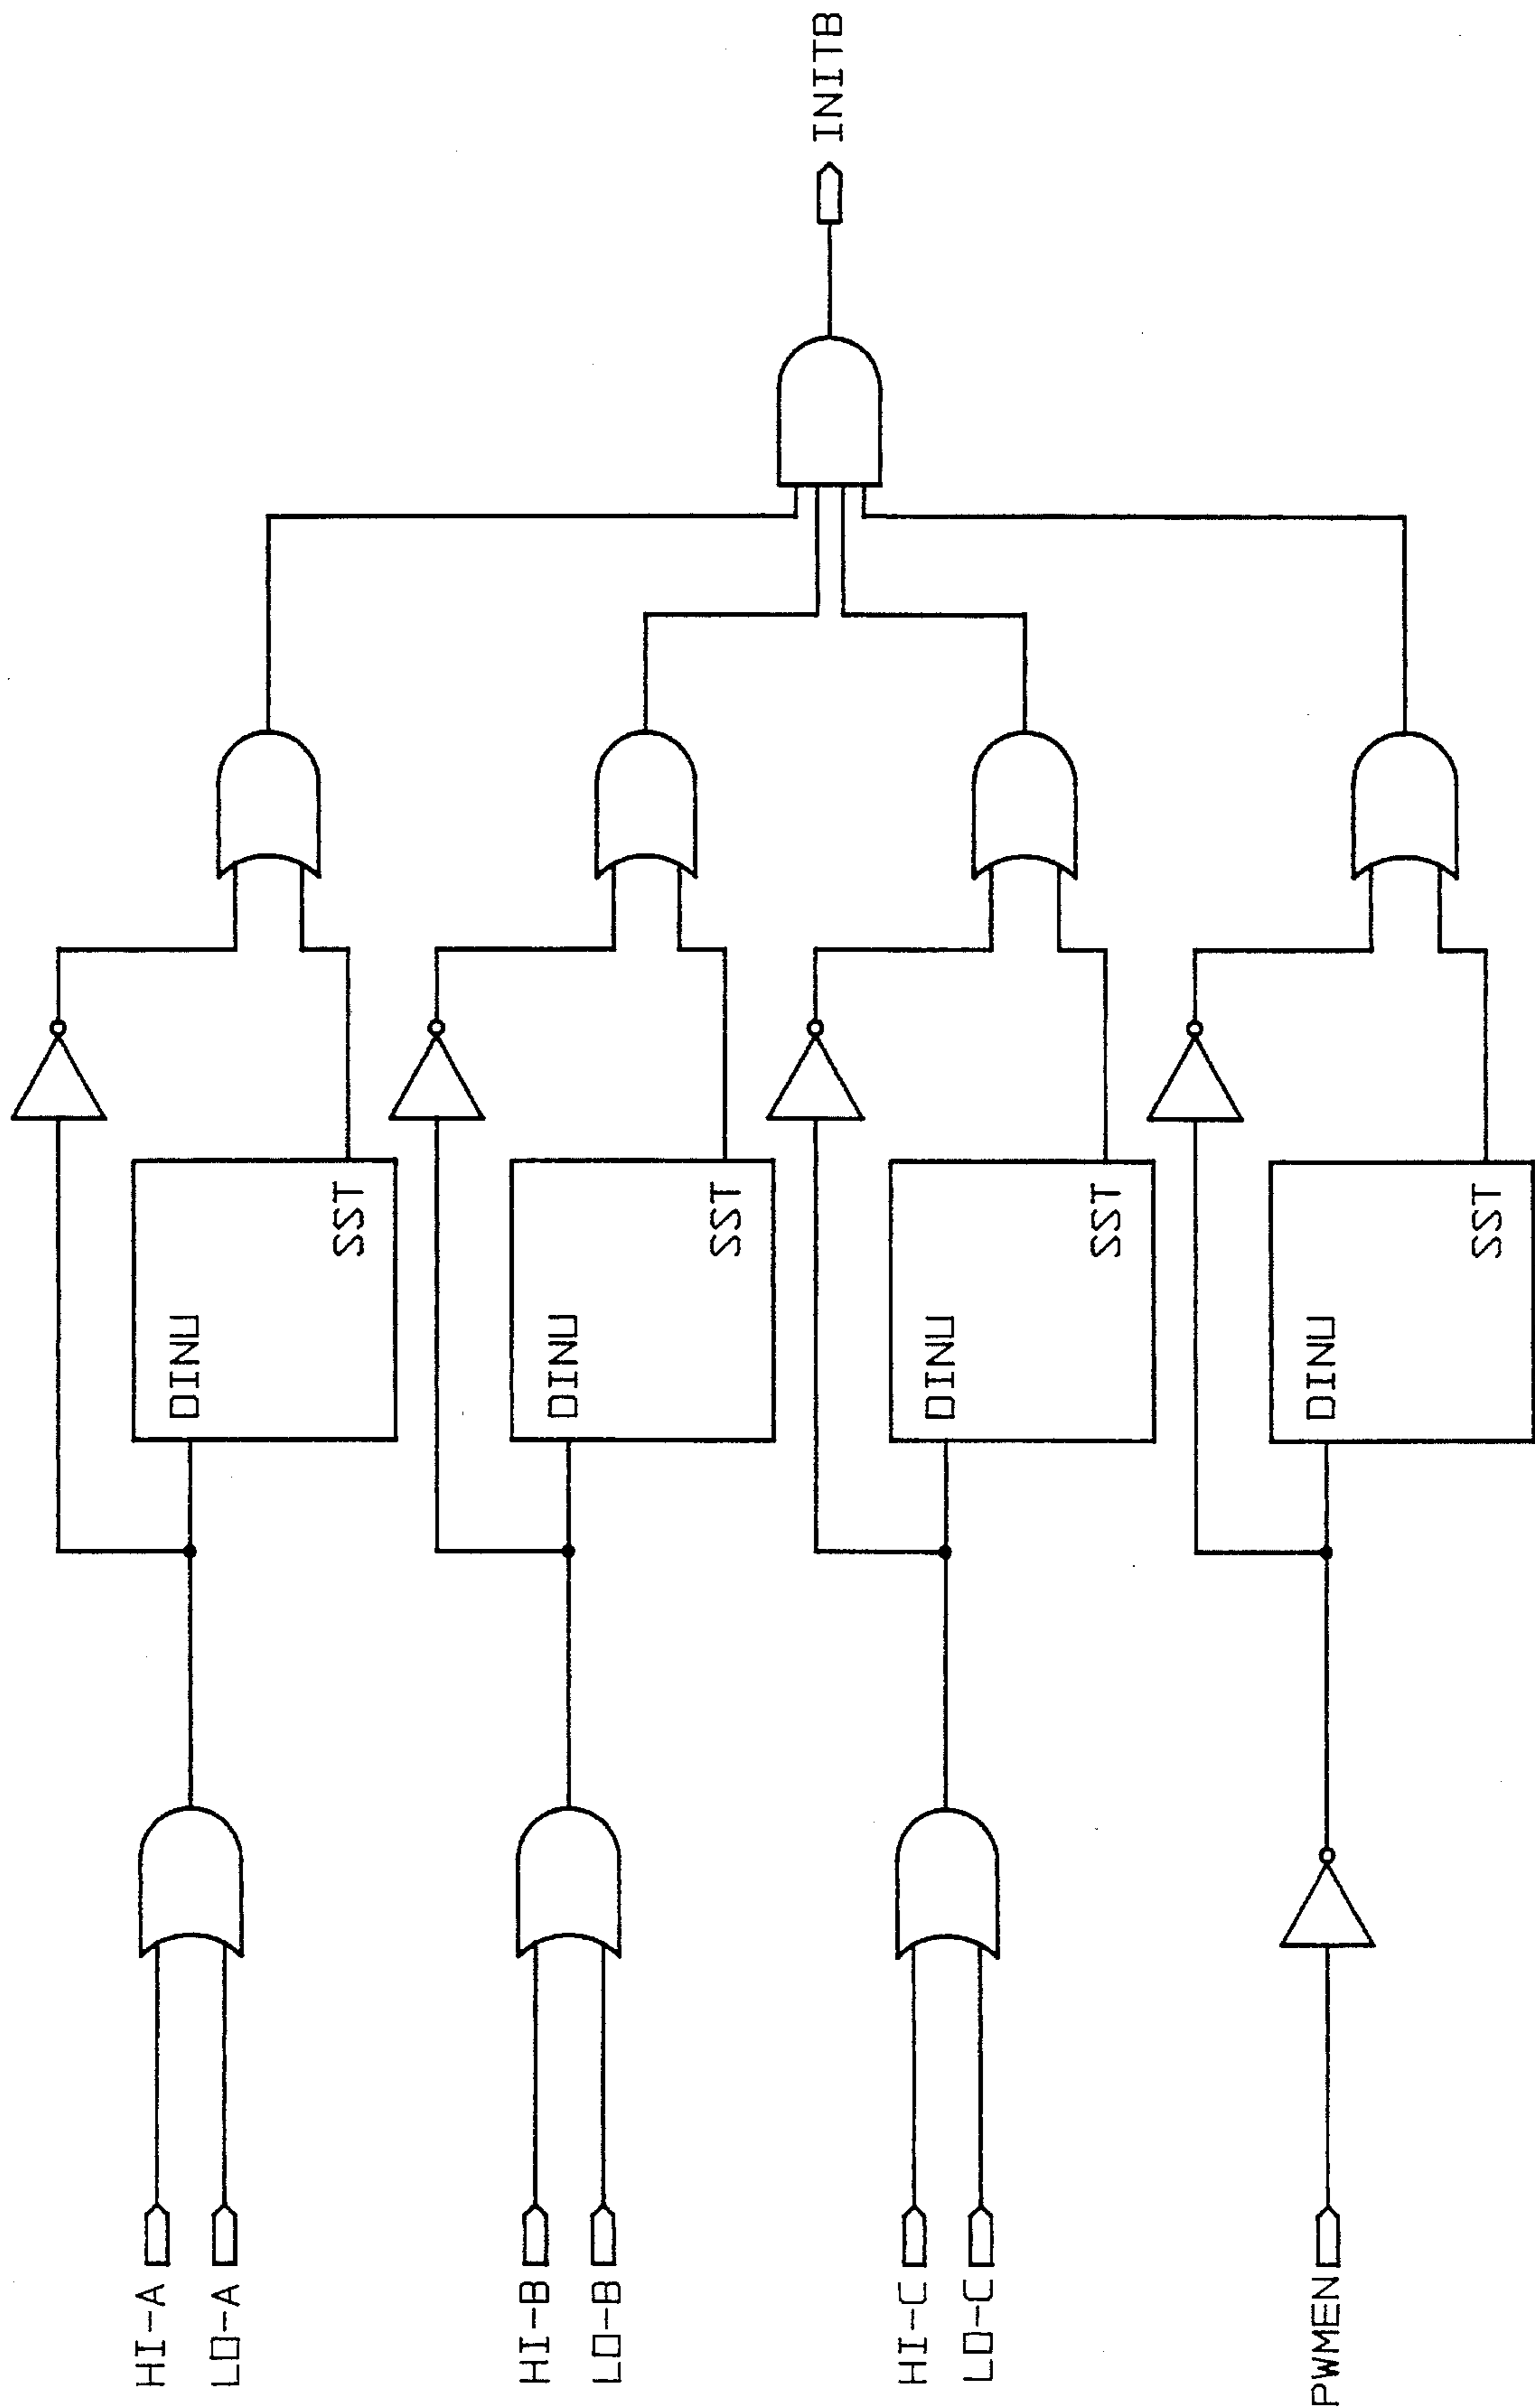 HI-A
LO-A
DINU
SST
HI-B
LO-B
DINU
SST
INITB
HI-C
LO-C
DINU
SST
PWMEN
DINU
SST